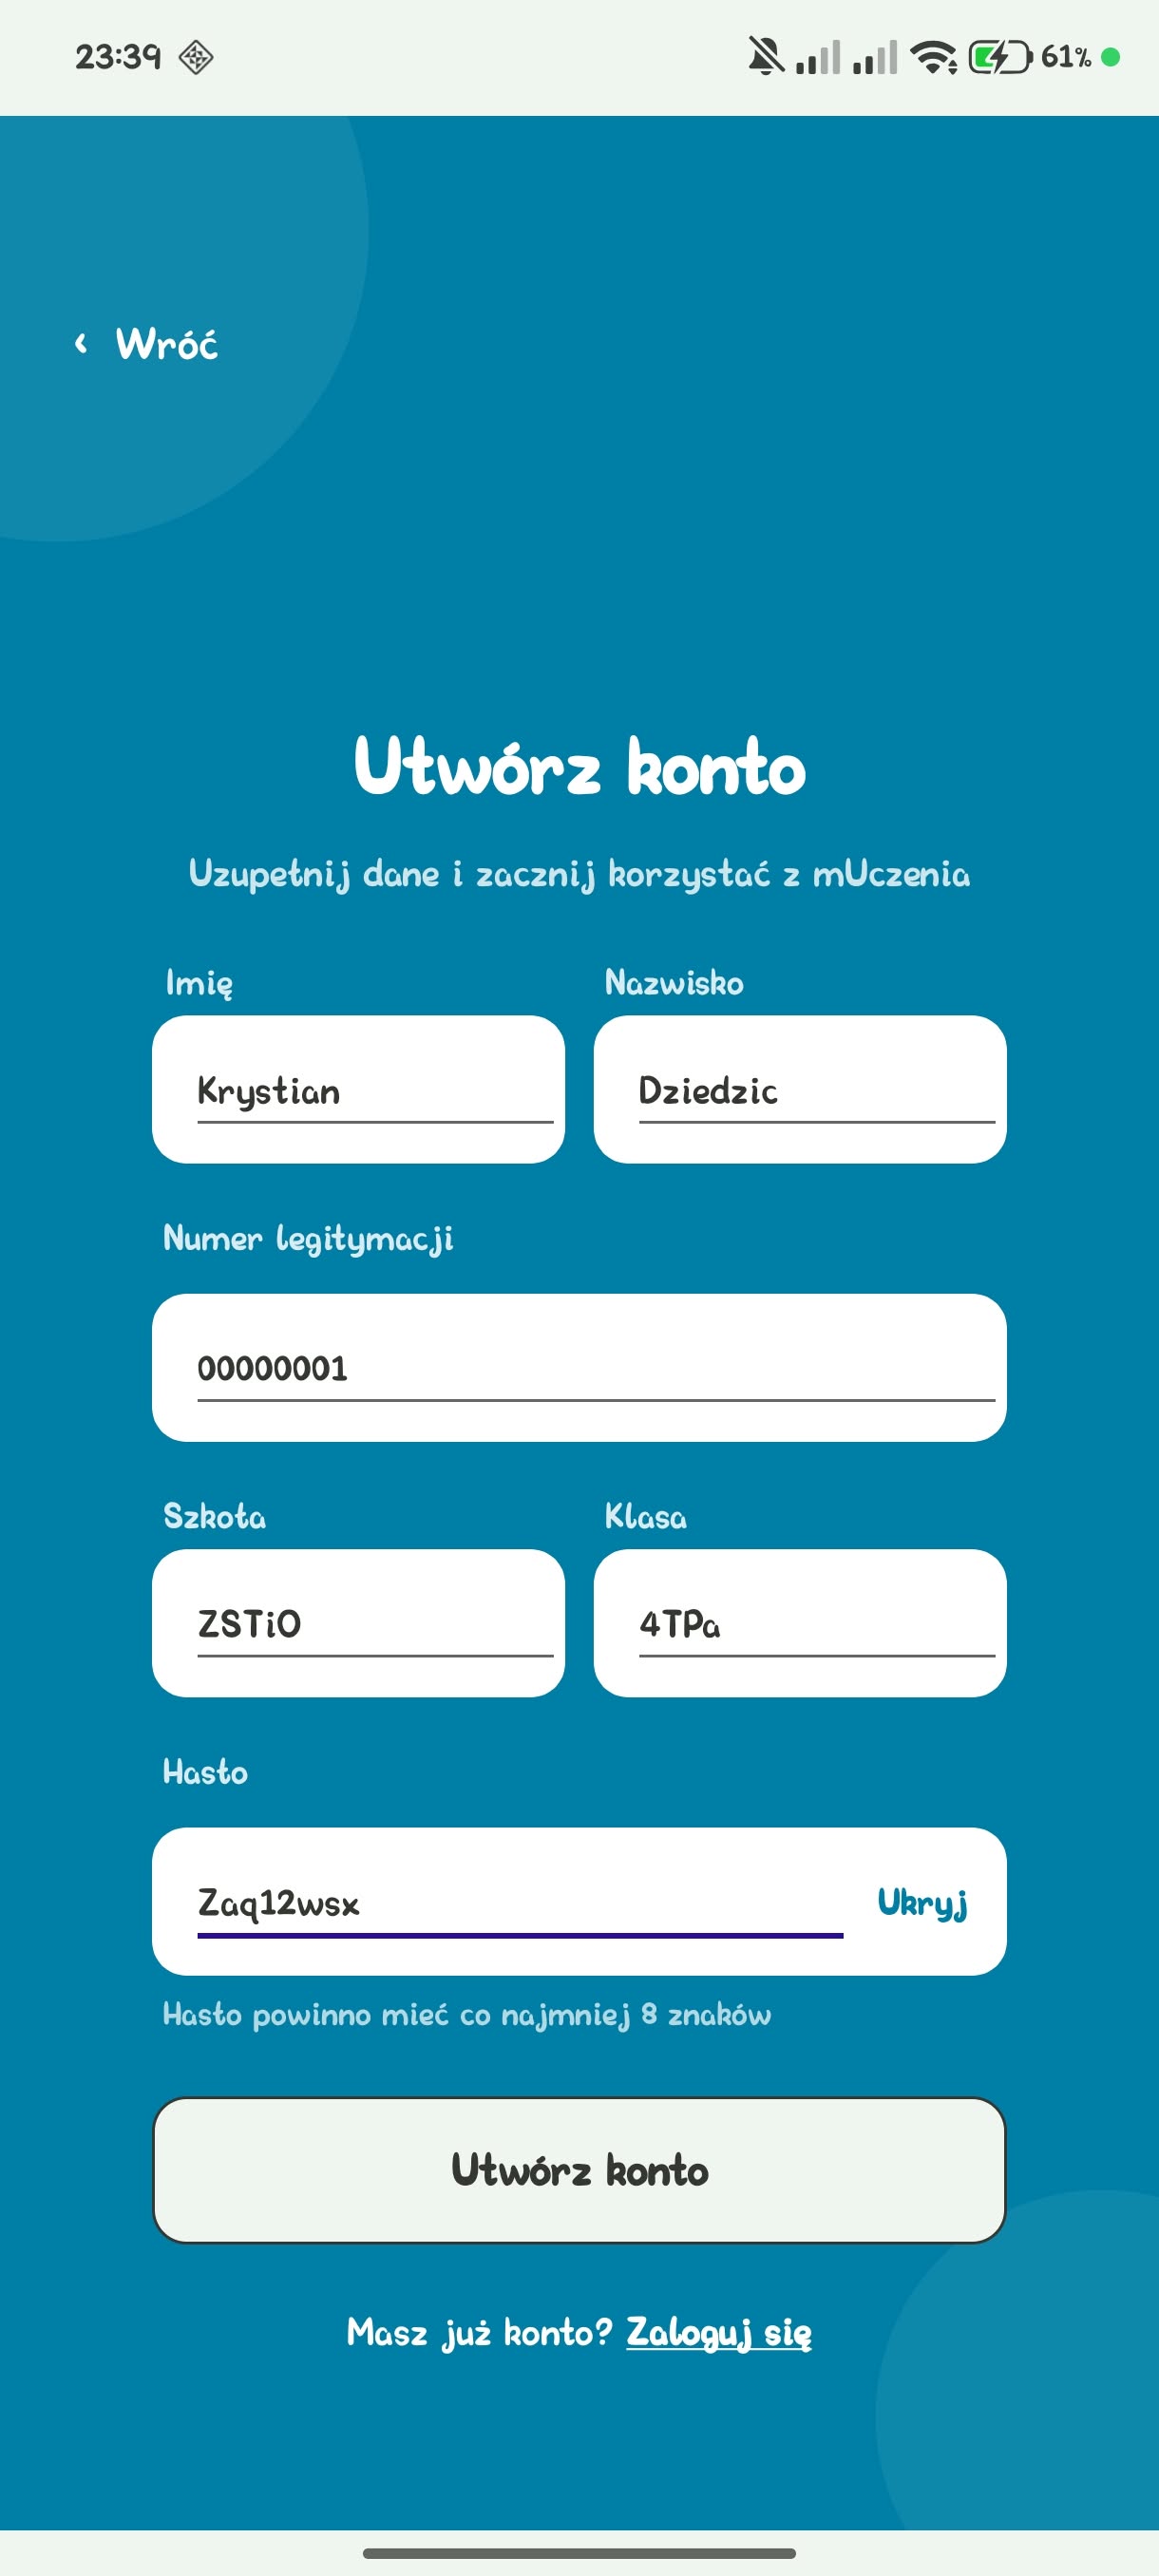 23:39 61%
‹ Wróć
Utwórz konto
Uzupełnij dane i zacznij korzystać z mUczenia
Imię Nazwisko
Krystian Dziedzic
Numer legitymacji
00000001
Szkoła Klasa
ZSTiO 4TPa
Hasło
Zaq12wsx Ukryj
Hasło powinno mieć co najmniej 8 znaków
Utwórz konto
Masz już konto? Zaloguj się